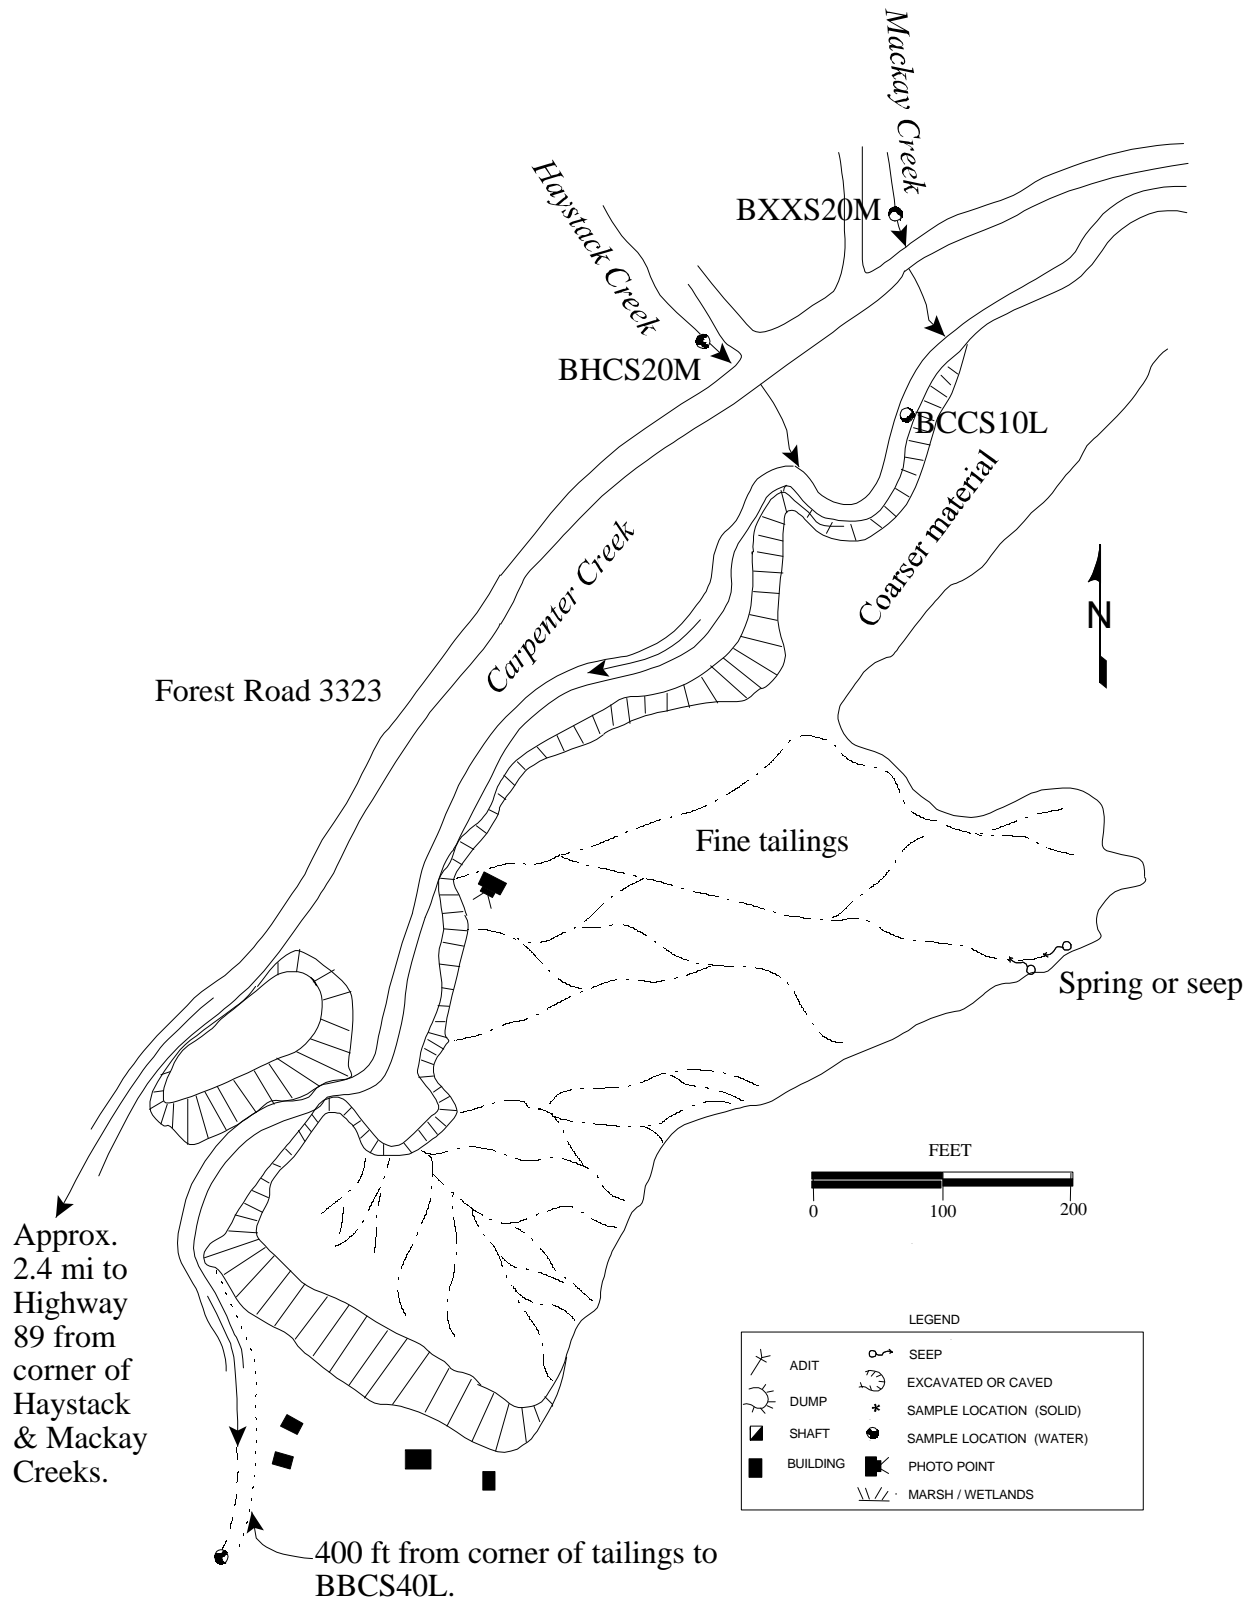 Mackay Creek
Haystack Creek
BXXS20M
BHCS20M
BCCS10L
Coarser material
Carpenter Creek
N
Forest Road 3323
Fine tailings
Spring or seep
FEET
0 100 200
Approx.
2.4 mi to
Highway
89 from
corner of
Haystack
& Mackay
Creeks.
LEGEND
ADIT
DUMP
SHAFT
BUILDING
SEEP
EXCAVATED OR CAVED
SAMPLE LOCATION (SOLID)
SAMPLE LOCATION (WATER)
PHOTO POINT
MARSH / WETLANDS
400 ft from corner of tailings to
BBCS40L.